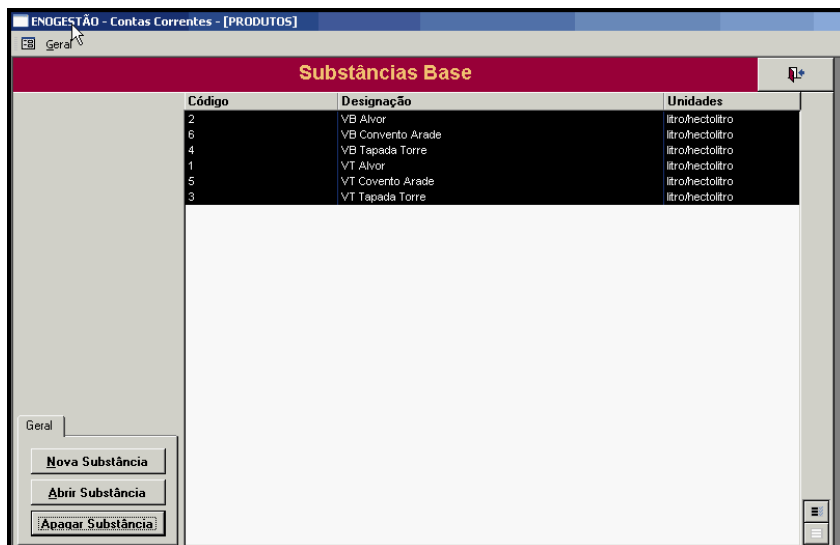 ENOGESTÃO - Contas Correntes - [PRODUTOS]
Geral
Substâncias Base
Código Designação Unidades
2 VB Alvor litro/hectolitro
6 VB Convento Arade litro/hectolitro
4 VB Tapada Torre litro/hectolitro
1 VT Alvor litro/hectolitro
5 VT Covento Arade litro/hectolitro
3 VT Tapada Torre litro/hectolitro
Geral
Nova Substância
Abrir Substância
Apagar Substância